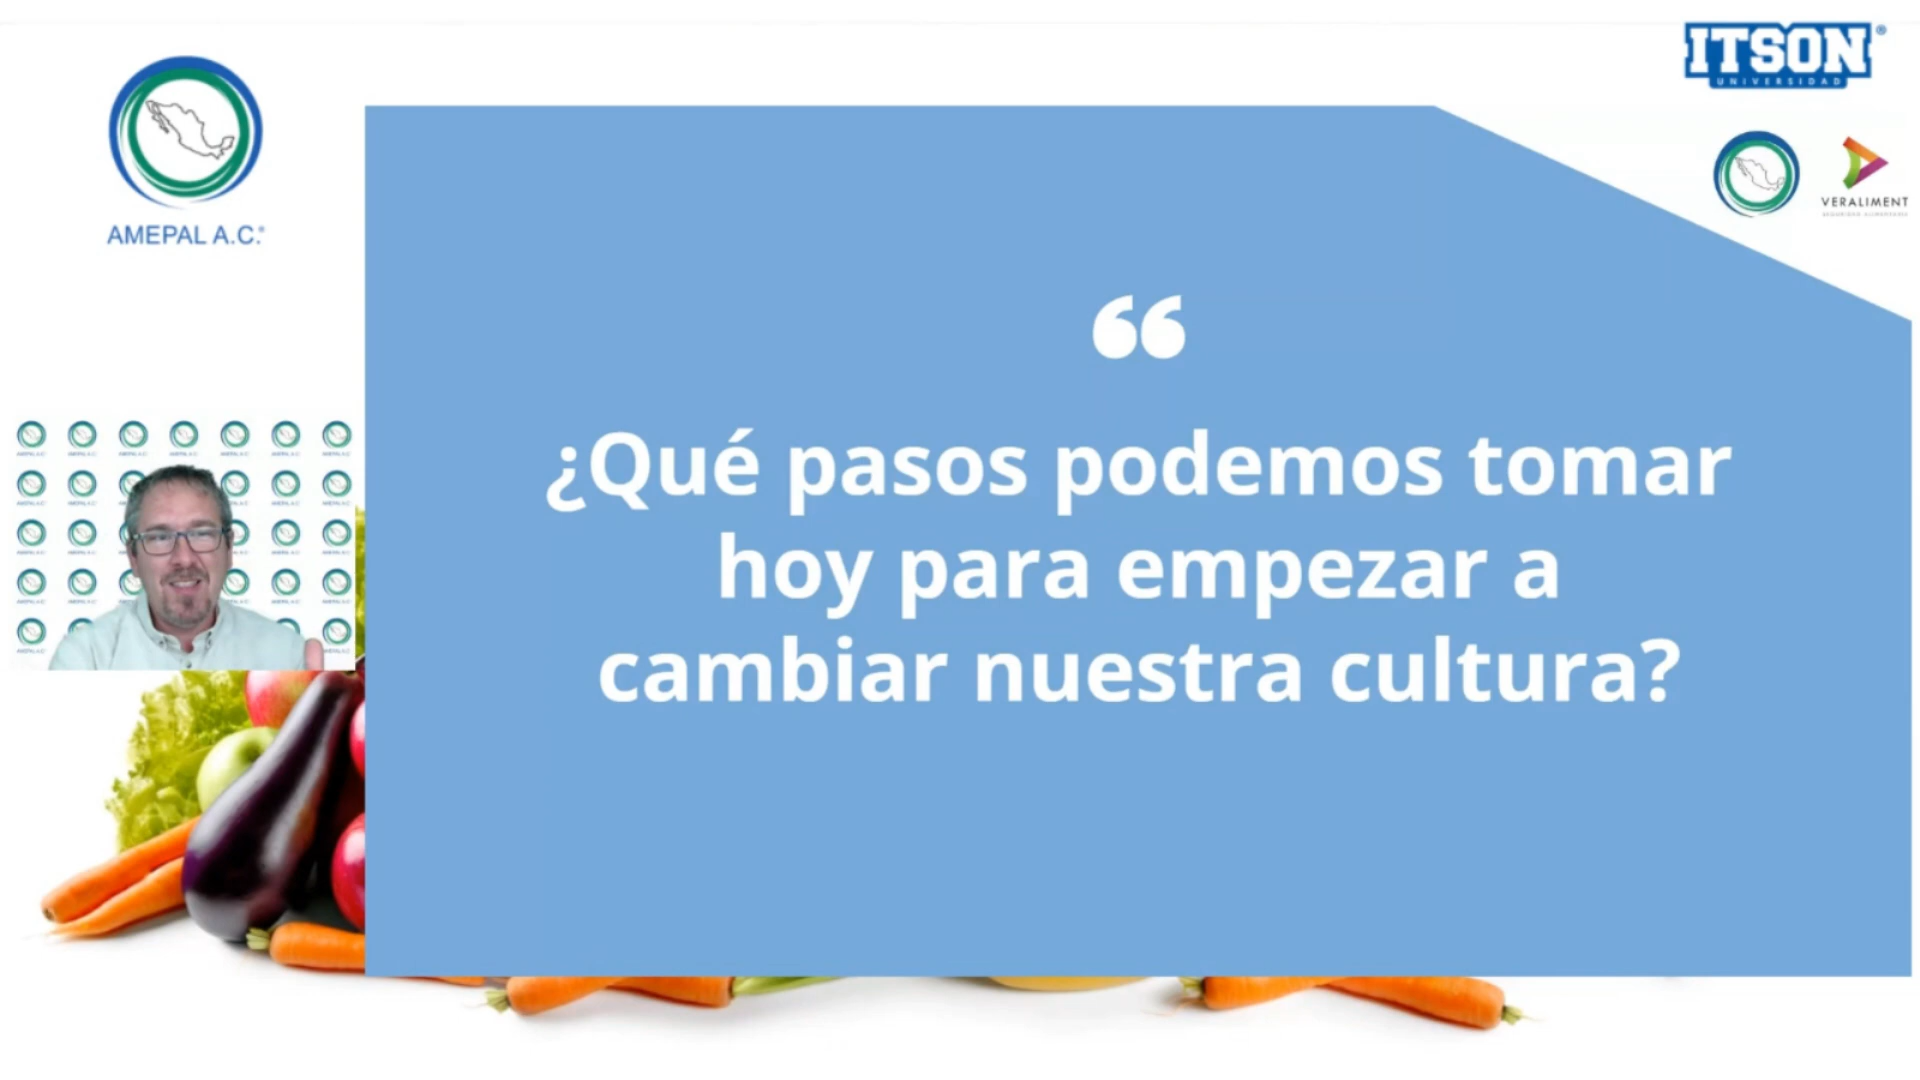 ITSON
UNIVERSIDAD
AMEPAL A.C.®
VERALIMENT
“
¿Qué pasos podemos tomar
hoy para empezar a
cambiar nuestra cultura?